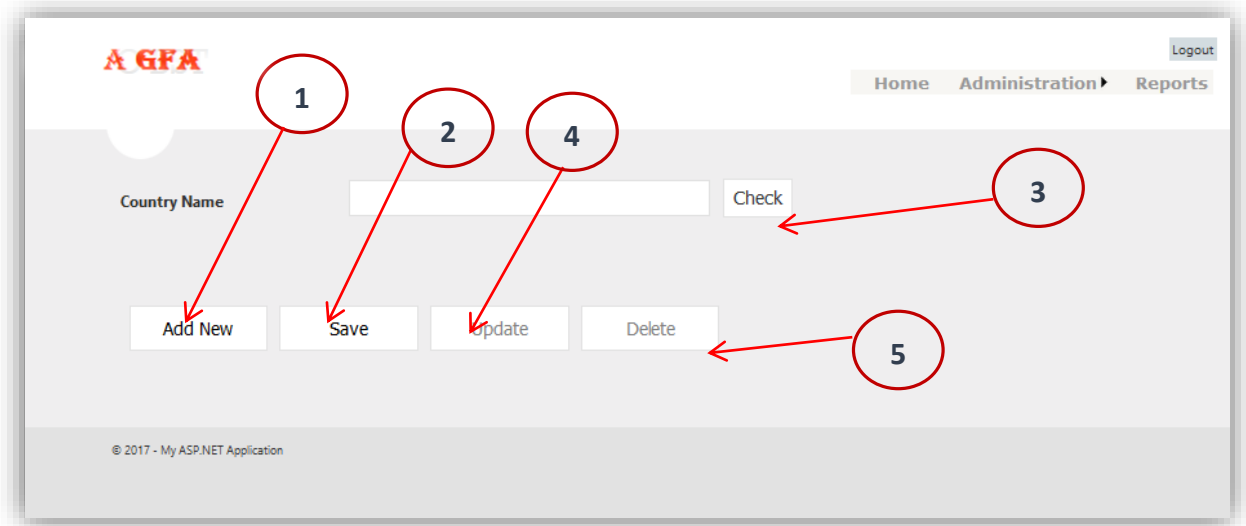 AGFA
Logout
Home Administration Reports
1
2
4
3
Country Name
Check
Add New Save Update Delete
5
© 2017 - My ASP.NET Application